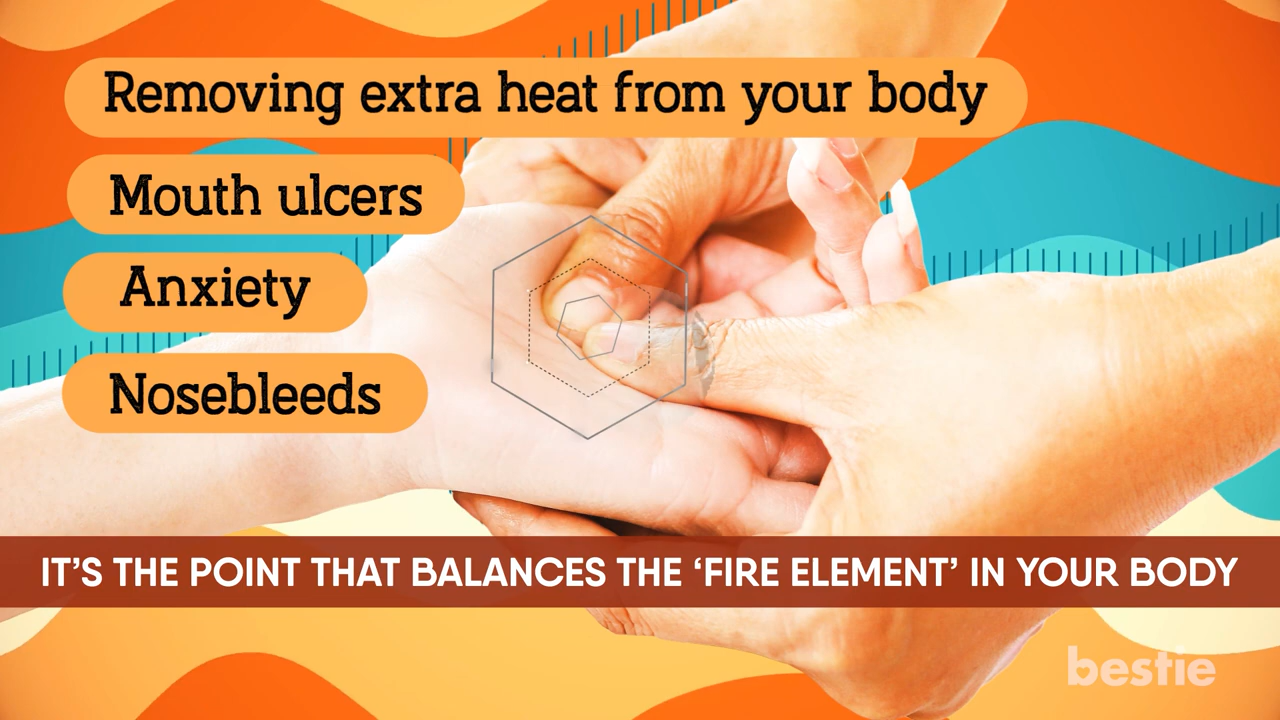 Removing extra heat from your body
Mouth ulcers
Anxiety
Nosebleeds
IT’S THE POINT THAT BALANCES THE ‘FIRE ELEMENT’ IN YOUR BODY
bestie